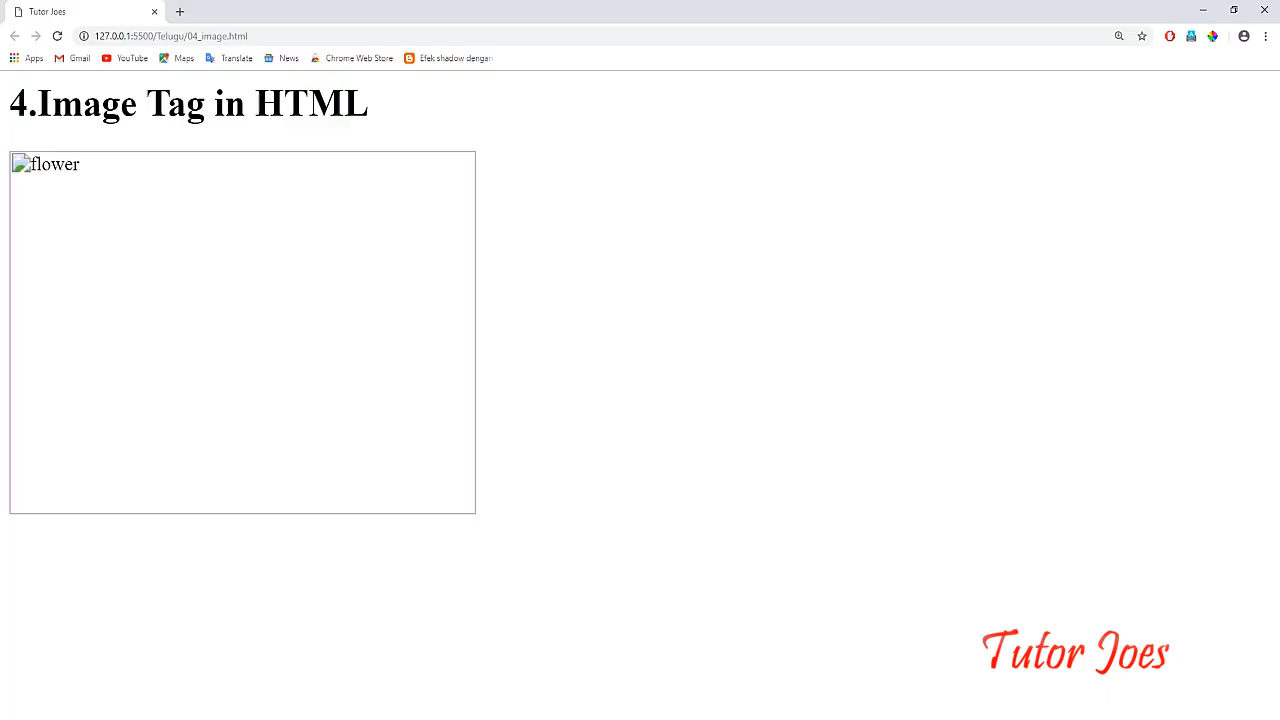 Tutor Joes
127.0.0.1:5500/Telugu/04_image.html
Apps Gmail YouTube Maps Translate News Chrome Web Store Efek shadow dengan
4.Image Tag in HTML
flower
Tutor Joes